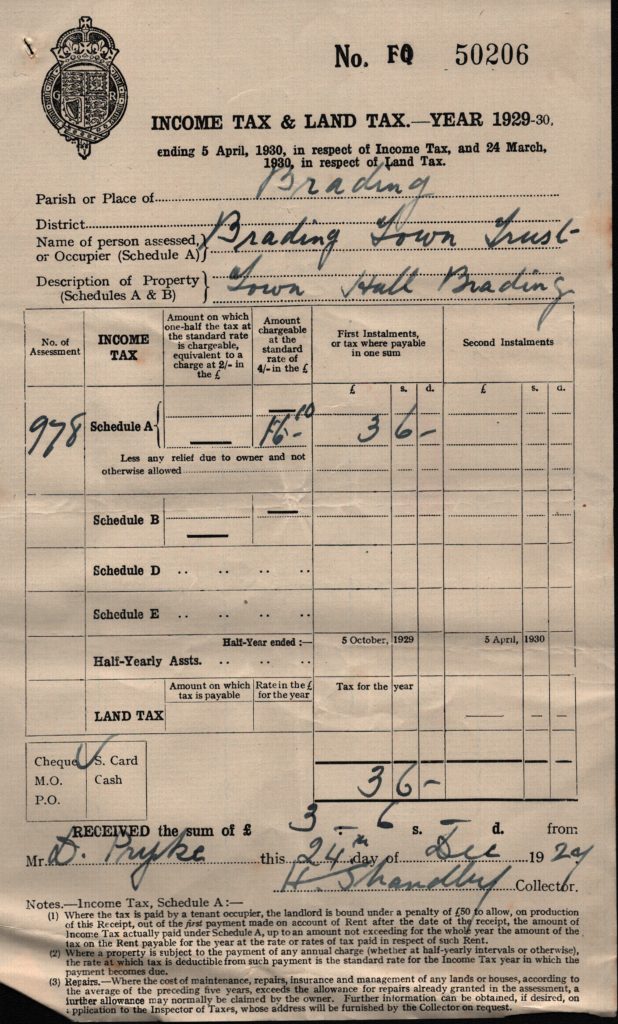 No. FQ 50206
G R
INCOME TAX & LAND TAX.—YEAR 1929-30,
ending 5 April, 1930, in respect of Income Tax, and 24 March,
1930, in respect of Land Tax.
Parish or Place of Brading
District
Name of person assessed, or Occupier (Schedule A) Brading Town Trust
Description of Property (Schedules A & B) Town Hall Brading
No. of Assessment
INCOME TAX
Amount on which one-half the tax at the standard rate is chargeable, equivalent to a charge at 2/- in the £
Amount chargeable at the standard rate of 4/- in the £
First Instalments, or tax where payable in one sum
Second Instalments
£ s. d. £ s. d.
978 Schedule A 3 6 -
Less any relief due to owner and not
otherwise allowed
Schedule B
Schedule D
Schedule E
Half-Year ended :— 5 October, 1929 5 April, 1930
Half-Yearly Assts.
LAND TAX
Amount on which tax is payable
Rate in the £ for the year
Tax for the year
Cheque S. Card
M.O. Cash
P.O.
3 6 -
RECEIVED the sum of £ 3 - 6 s. - d. from
Mr. D. Pryke this 24th day of Dec 1929
Collector.
Notes.—Income Tax, Schedule A :—
(1) Where the tax is paid by a tenant occupier, the landlord is bound under a penalty of £50 to allow, on production
of this Receipt, out of the first payment made on account of Rent after the date of the receipt, the amount of
Income Tax actually paid under Schedule A, up to an amount not exceeding for the whole year the amount of
tax on the Rent payable for the year at the rate or rates of tax paid in respect of such Rent.
(2) Where a property is subject to the payment of any annual charge (whether at half-yearly intervals or otherwise),
the rate at which tax is deductible from such payment is the standard rate for the Income Tax year in which the
payment becomes due.
(3) Repairs.—Where the cost of maintenance, repairs, insurance and management of any lands or houses, according to
the average of the preceding five years, exceeds the allowance for repairs already granted in the assessment, a
further allowance may normally be claimed by the owner. Further information can be obtained, if desired, on
application to the Inspector of Taxes, whose address will be furnished by the Collector on request.